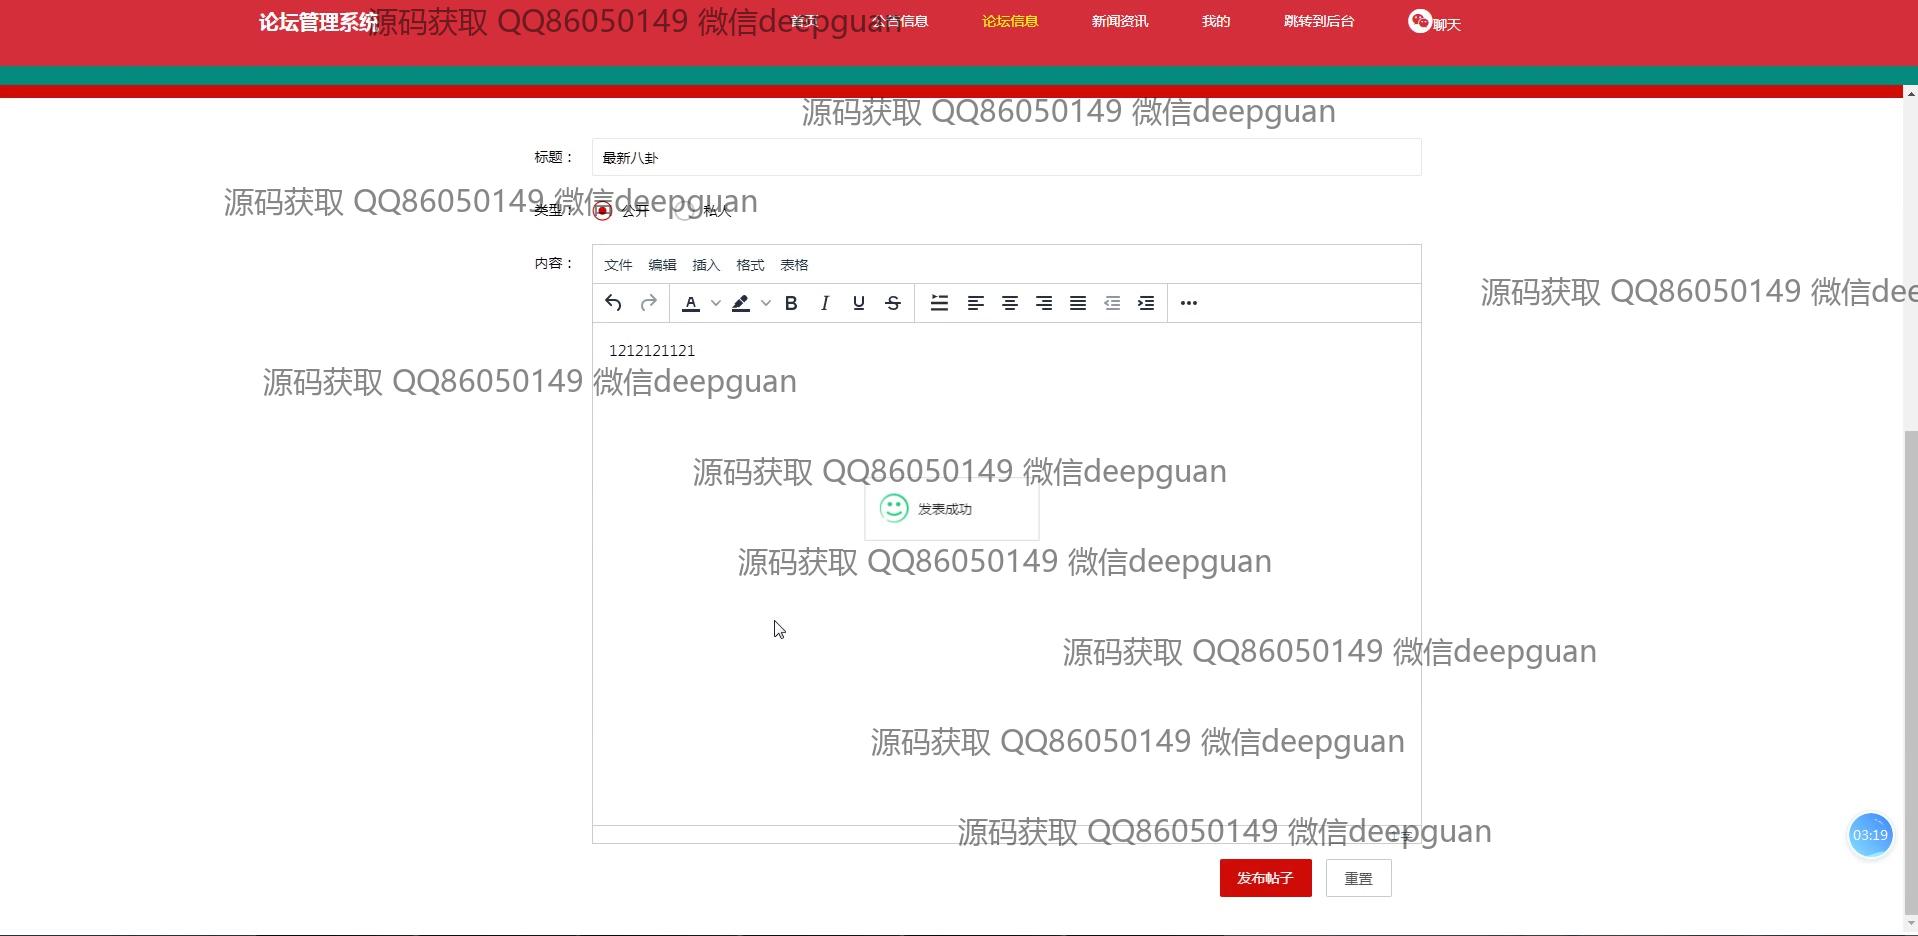 论坛管理系统
源码获取 QQ86050149 微信deepguan
首页 公告信息 论坛信息 新闻资讯 我的 跳转到后台 聊天
源码获取 QQ86050149 微信deepguan
标题： 最新八卦
源码获取 QQ86050149 微信deepguan
类型： 公开 私人
内容： 文件 编辑 插入 格式 表格
源码获取 QQ86050149 微信dee
A B I U S
1212121121
源码获取 QQ86050149 微信deepguan
源码获取 QQ86050149 微信deepguan
发表成功
源码获取 QQ86050149 微信deepguan
源码获取 QQ86050149 微信deepguan
源码获取 QQ86050149 微信deepguan
源码获取 QQ86050149 微信deepguan
03:19
发布帖子 重置